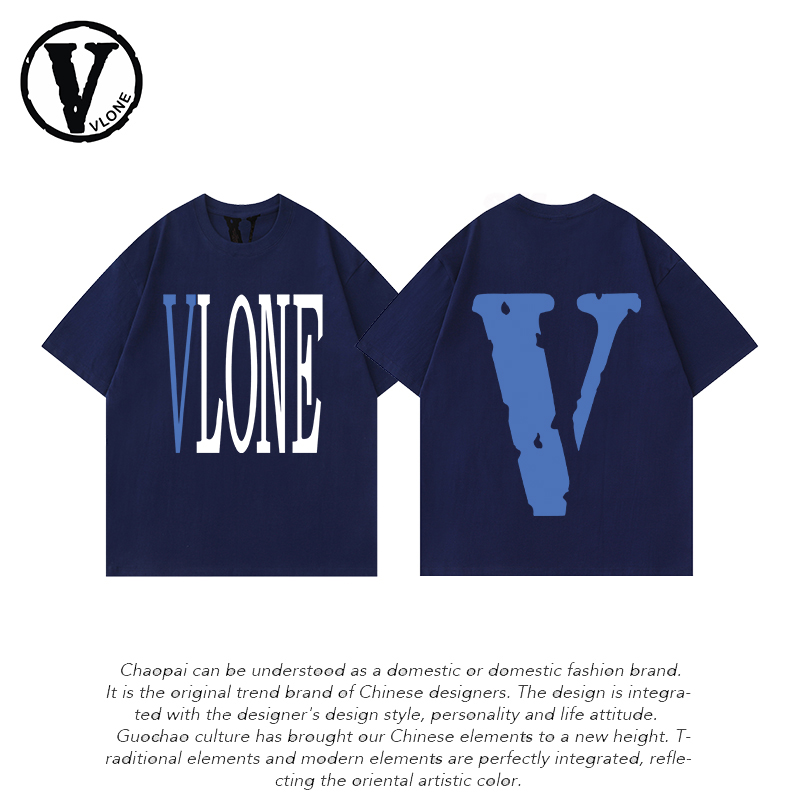 V
VLONE
V
VLONE
V
Chaopai can be understood as a domestic or domestic fashion brand.
It is the original trend brand of Chinese designers. The design is integra-
ted with the designer's design style, personality and life attitude.
Guochao culture has brought our Chinese elements to a new height. T-
raditional elements and modern elements are perfectly integrated, refle-
cting the oriental artistic color.